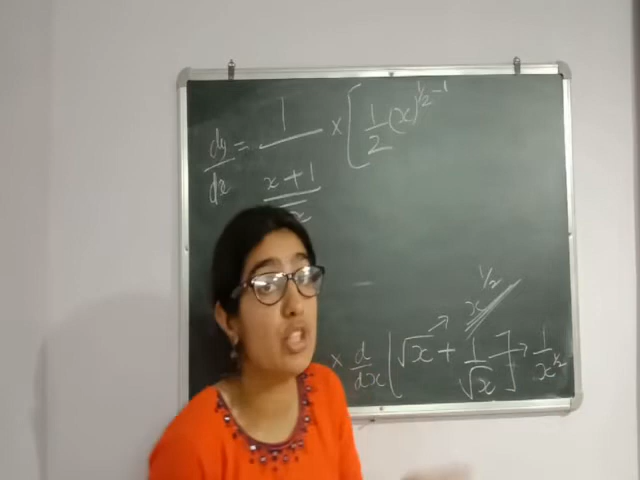 dy/dx = 1/((x+1)/√x) × [1/2 (x)^(1/2-1)
x^(1/2)
× d/dx [√x + 1/√x] → 1/x^(1/2)